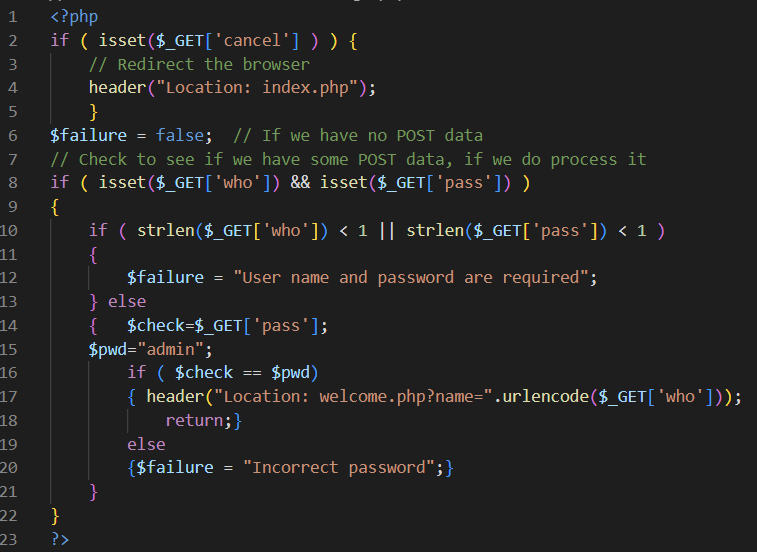 1 <?php
2 if ( isset($_GET['cancel'] ) ) {
3 // Redirect the browser
4 header("Location: index.php");
5 }
6 $failure = false;  // If we have no POST data
7 // Check to see if we have some POST data, if we do process it
8 if ( isset($_GET['who']) && isset($_GET['pass']) )
9 {
10 if ( strlen($_GET['who']) < 1 || strlen($_GET['pass']) < 1 )
11 {
12 $failure = "User name and password are required";
13 } else
14 {   $check=$_GET['pass'];
15 $pwd="admin";
16 if ( $check == $pwd)
17 { header("Location: welcome.php?name=".urlencode($_GET['who']));
18 return;}
19 else
20 {$failure = "Incorrect password";}
21 }
22 }
23 ?>